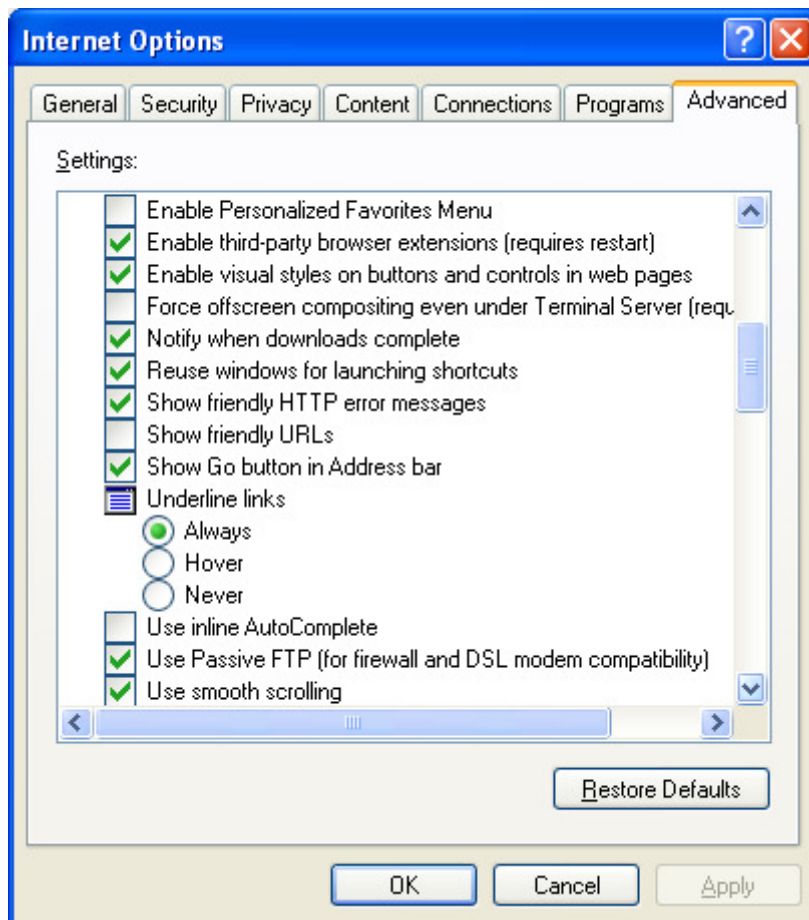 Internet Options
General Security Privacy Content Connections Programs Advanced
Settings:
Enable Personalized Favorites Menu
Enable third-party browser extensions (requires restart)
Enable visual styles on buttons and controls in web pages
Force offscreen compositing even under Terminal Server (requ
Notify when downloads complete
Reuse windows for launching shortcuts
Show friendly HTTP error messages
Show friendly URLs
Show Go button in Address bar
Underline links
Always
Hover
Never
Use inline AutoComplete
Use Passive FTP (for firewall and DSL modem compatibility)
Use smooth scrolling
Restore Defaults
OK Cancel Apply